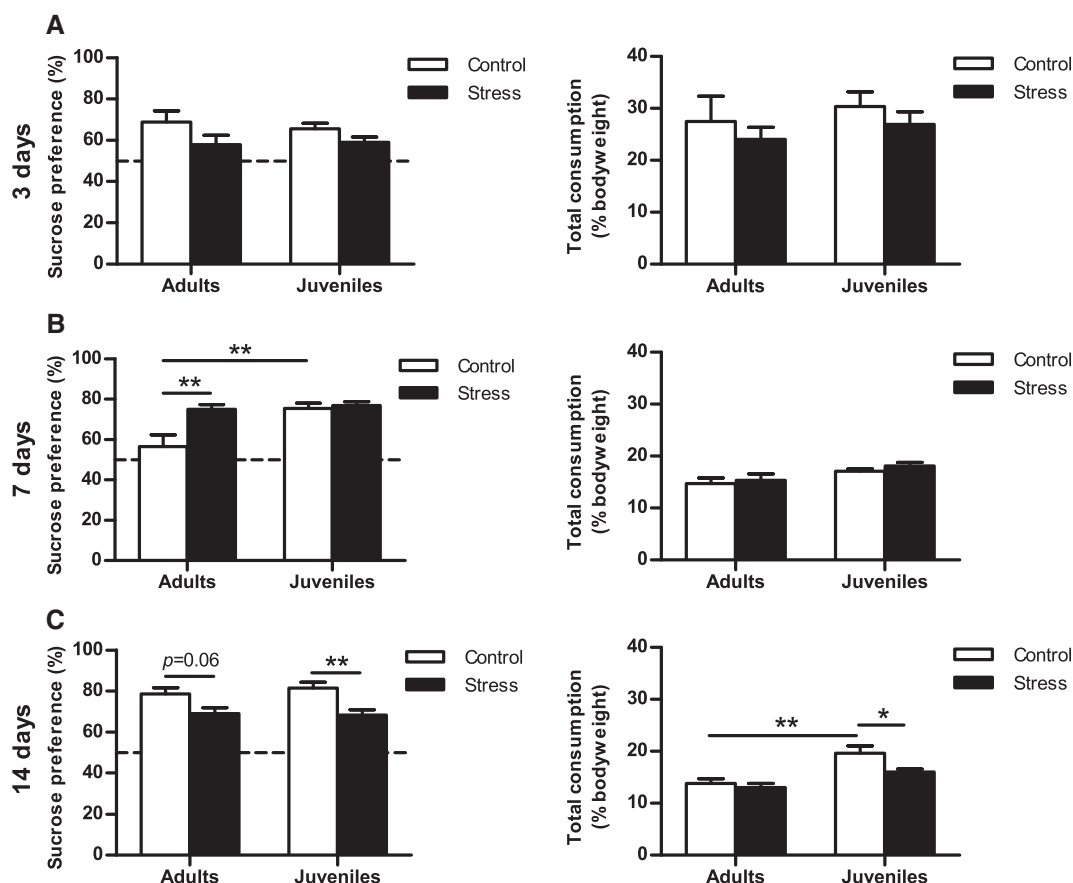 A
3 days
Sucrose preference (%)
100
80
60
40
20
0
Adults
Juveniles
Control
Stress
Total consumption
(% bodyweight)
40
30
20
10
0
Adults
Juveniles
Control
Stress
B
7 days
Sucrose preference (%)
100
80
60
40
20
0
**
**
Adults
Juveniles
Control
Stress
Total consumption
(% bodyweight)
40
30
20
10
0
Adults
Juveniles
Control
Stress
C
14 days
Sucrose preference (%)
100
80
60
40
20
0
p=0.06
**
Adults
Juveniles
Control
Stress
Total consumption
(% bodyweight)
40
30
20
10
0
**
*
Adults
Juveniles
Control
Stress